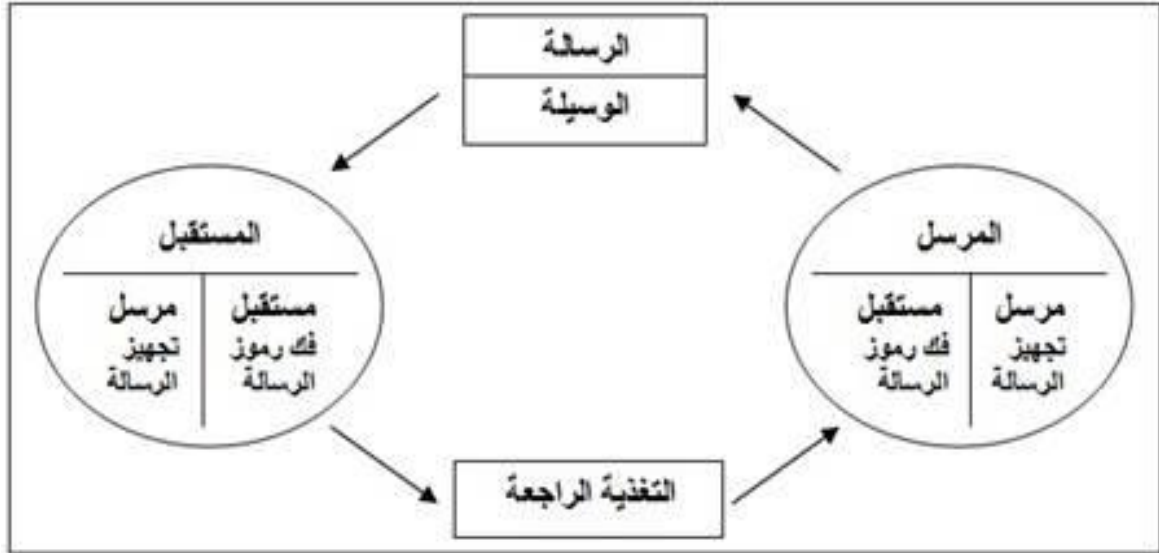 الرسالة
الوسيلة
المرسل
مرسل
تجهيز
الرسالة
مستقبل
فك رموز
الرسالة
المستقبل
مستقبل
فك رموز
الرسالة
مرسل
تجهيز
الرسالة
التغذية الراجعة